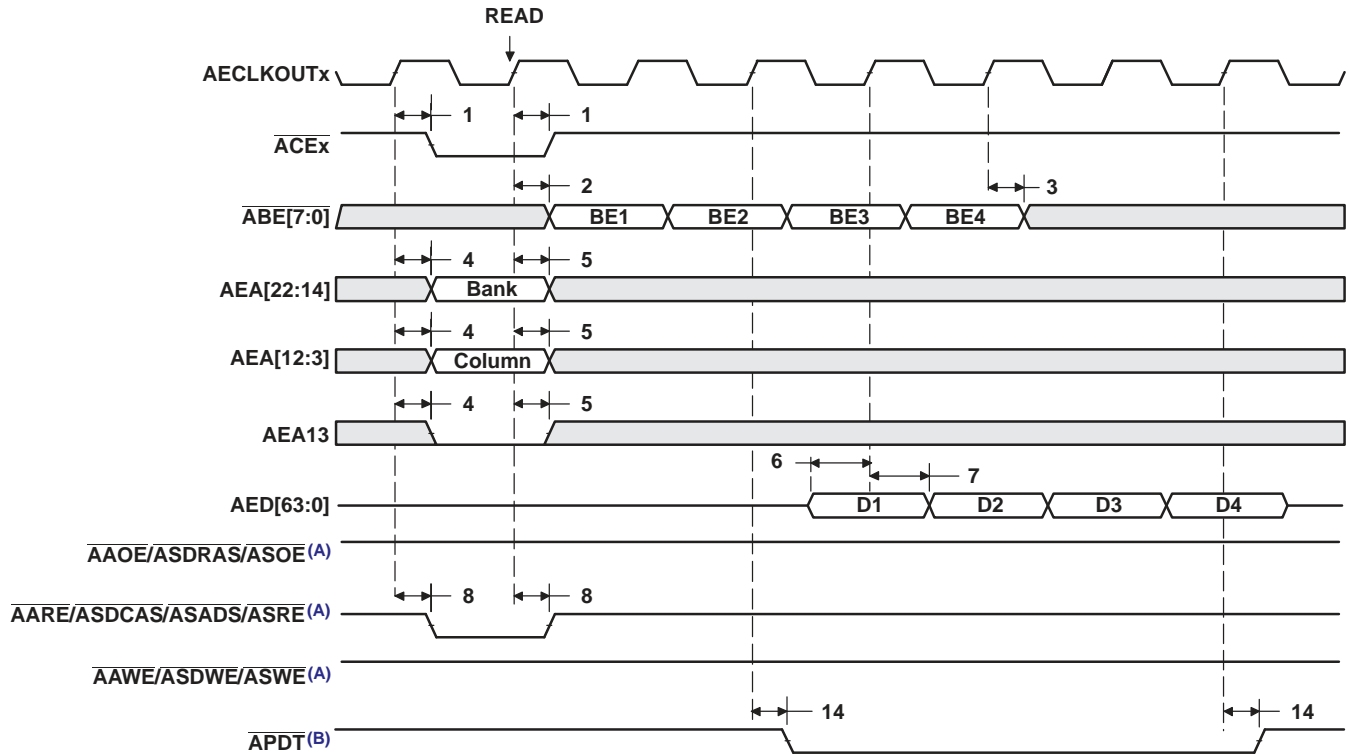 READ
AECLKOUTx
1 1
ACEx
2 3
ABE[7:0] BE1 BE2 BE3 BE4
4 5
AEA[22:14] Bank
4 5
AEA[12:3] Column
4 5
AEA13
6 7
AED[63:0] D1 D2 D3 D4
AAOE/ASDRAS/ASOE(A)
8 8
AARE/ASDCAS/ASADS/ASRE(A)
AAWE/ASDWE/ASWE(A)
14 14
APDT(B)